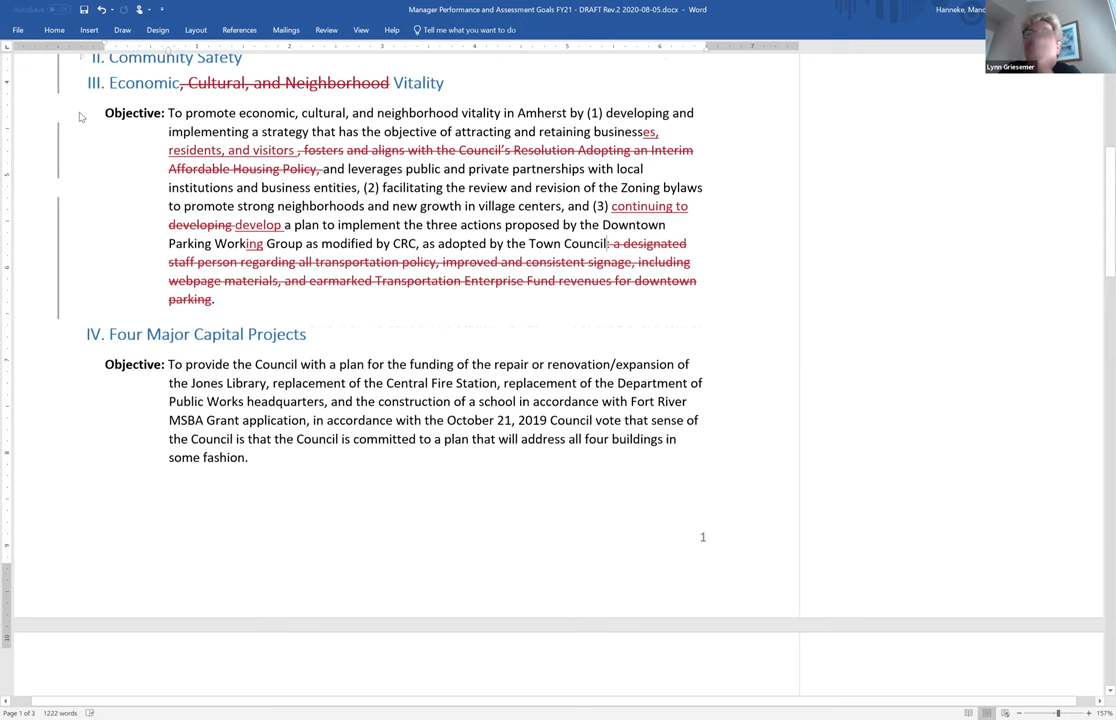 Manager Performance and Assessment Goals FY21 - DRAFT Rev.2 2020-08-05.docx - Word
Hanneke,
File Home Insert Draw Design Layout References Mailings Review View Help Tell me what you want to do
Lynn Griesemer
II. Community Safety
III. Economic, Cultural, and Neighborhood Vitality
Objective: To promote economic, cultural, and neighborhood vitality in Amherst by (1) developing and
implementing a strategy that has the objective of attracting and retaining businesses,
residents, and visitors , fosters and aligns with the Council's Resolution Adopting an Interim
Affordable Housing Policy, and leverages public and private partnerships with local
institutions and business entities, (2) facilitating the review and revision of the Zoning bylaws
to promote strong neighborhoods and new growth in village centers, and (3) continuing to
developing develop a plan to implement the three actions proposed by the Downtown
Parking Working Group as modified by CRC, as adopted by the Town Council: a designated
staff person regarding all transportation policy, improved and consistent signage, including
webpage materials, and earmarked Transportation Enterprise Fund revenues for downtown
parking.
IV. Four Major Capital Projects
Objective: To provide the Council with a plan for the funding of the repair or renovation/expansion of
the Jones Library, replacement of the Central Fire Station, replacement of the Department of
Public Works headquarters, and the construction of a school in accordance with Fort River
MSBA Grant application, in accordance with the October 21, 2019 Council vote that sense of
the Council is that the Council is committed to a plan that will address all four buildings in
some fashion.
1
Page 1 of 3 1222 words
157%